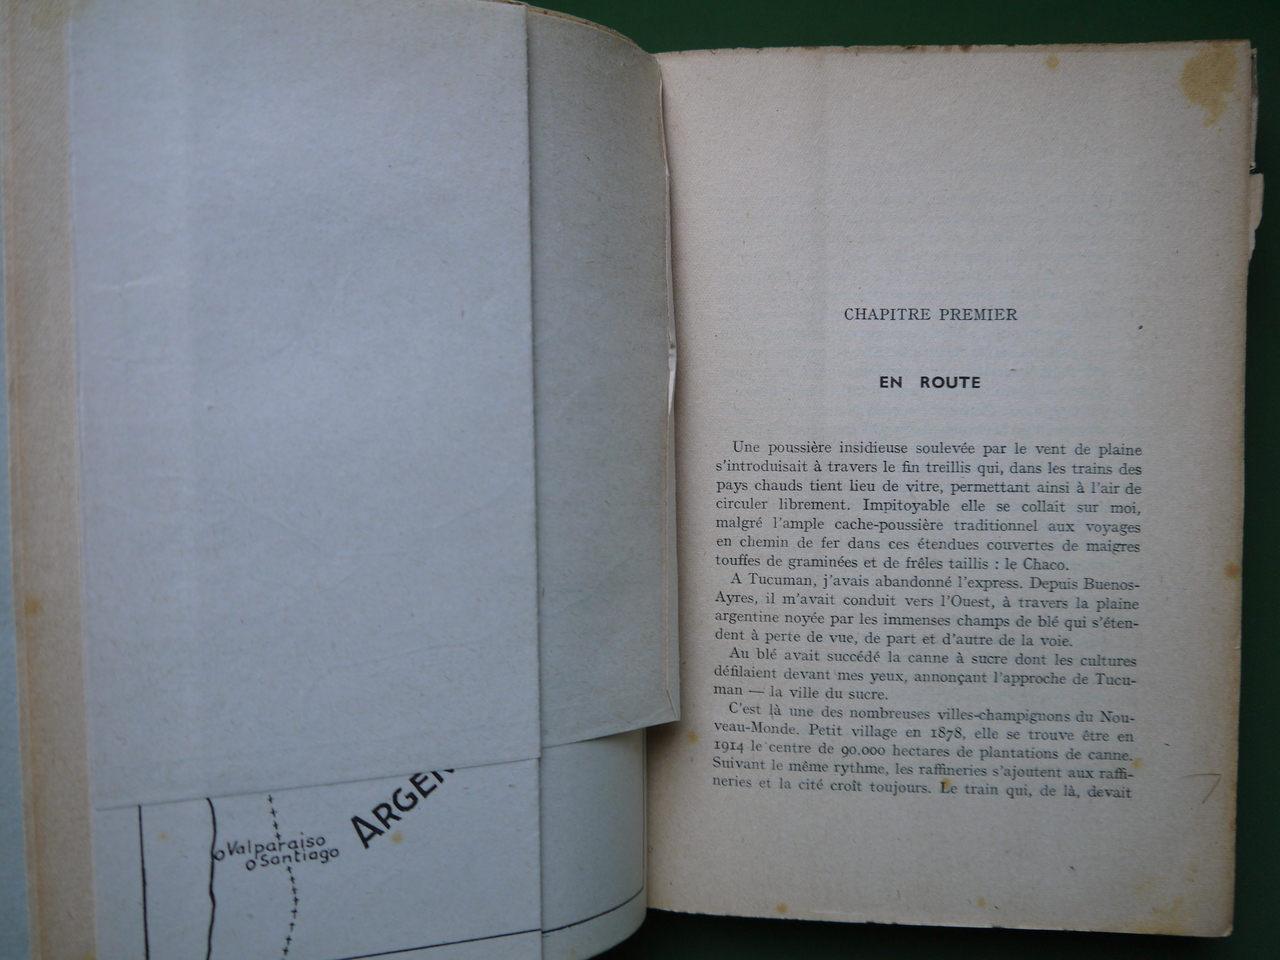 Valparaiso
Santiago
ARGEN
CHAPITRE PREMIER
EN ROUTE
Une poussière insidieuse soulevée par le vent de plaine
s'introduisait à travers le fin treillis qui, dans les trains des
pays chauds tient lieu de vitre, permettant ainsi à l'air de
circuler librement. Impitoyable elle se collait sur moi,
malgré l'ample cache-poussière traditionnel aux voyages
en chemin de fer dans ces étendues couvertes de maigres
touffes de graminées et de frêles taillis : le Chaco.
A Tucuman, j'avais abandonné l'express. Depuis Buenos-
Ayres, il m'avait conduit vers l'Ouest, à travers la plaine
argentine noyée par les immenses champs de blé qui s'éten-
dent à perte de vue, de part et d'autre de la voie.
Au blé avait succédé la canne à sucre dont les cultures
défilaient devant mes yeux, annonçant l'approche de Tucu-
man — la ville du sucre.
C'est là une des nombreuses villes-champignons du Nou-
veau-Monde. Petit village en 1878, elle se trouve être en
1914 le centre de 90.000 hectares de plantations de canne.
Suivant le même rythme, les raffineries s'ajoutent aux raffi-
neries et la cité croît toujours. Le train qui, de là, devait